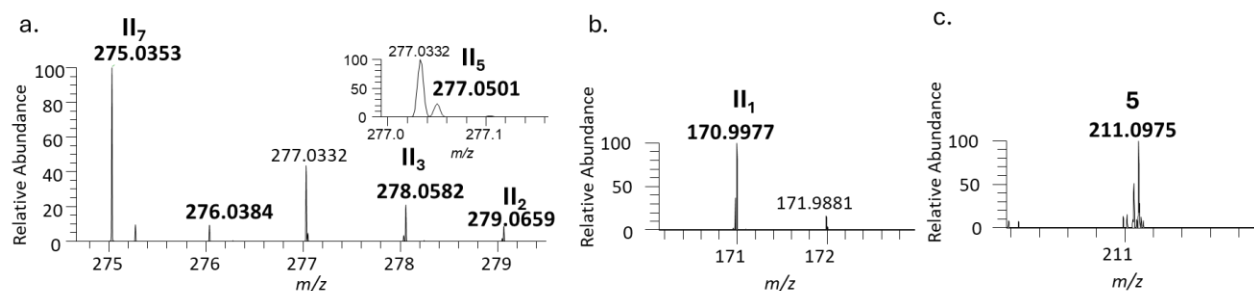 a.
II7
275.0353
Relative Abundance
100
80
60
40
20
0
276.0384
277.0332
II3
278.0582
II2
279.0659
275
276
277
278
279
m/z
100
50
0
277.0332
II5
277.0501
277.0
277.1
m/z
b.
II1
170.9977
Relative Abundance
100
50
0
171.9881
171
172
m/z
c.
5
211.0975
Relative Abundance
100
50
0
211
m/z